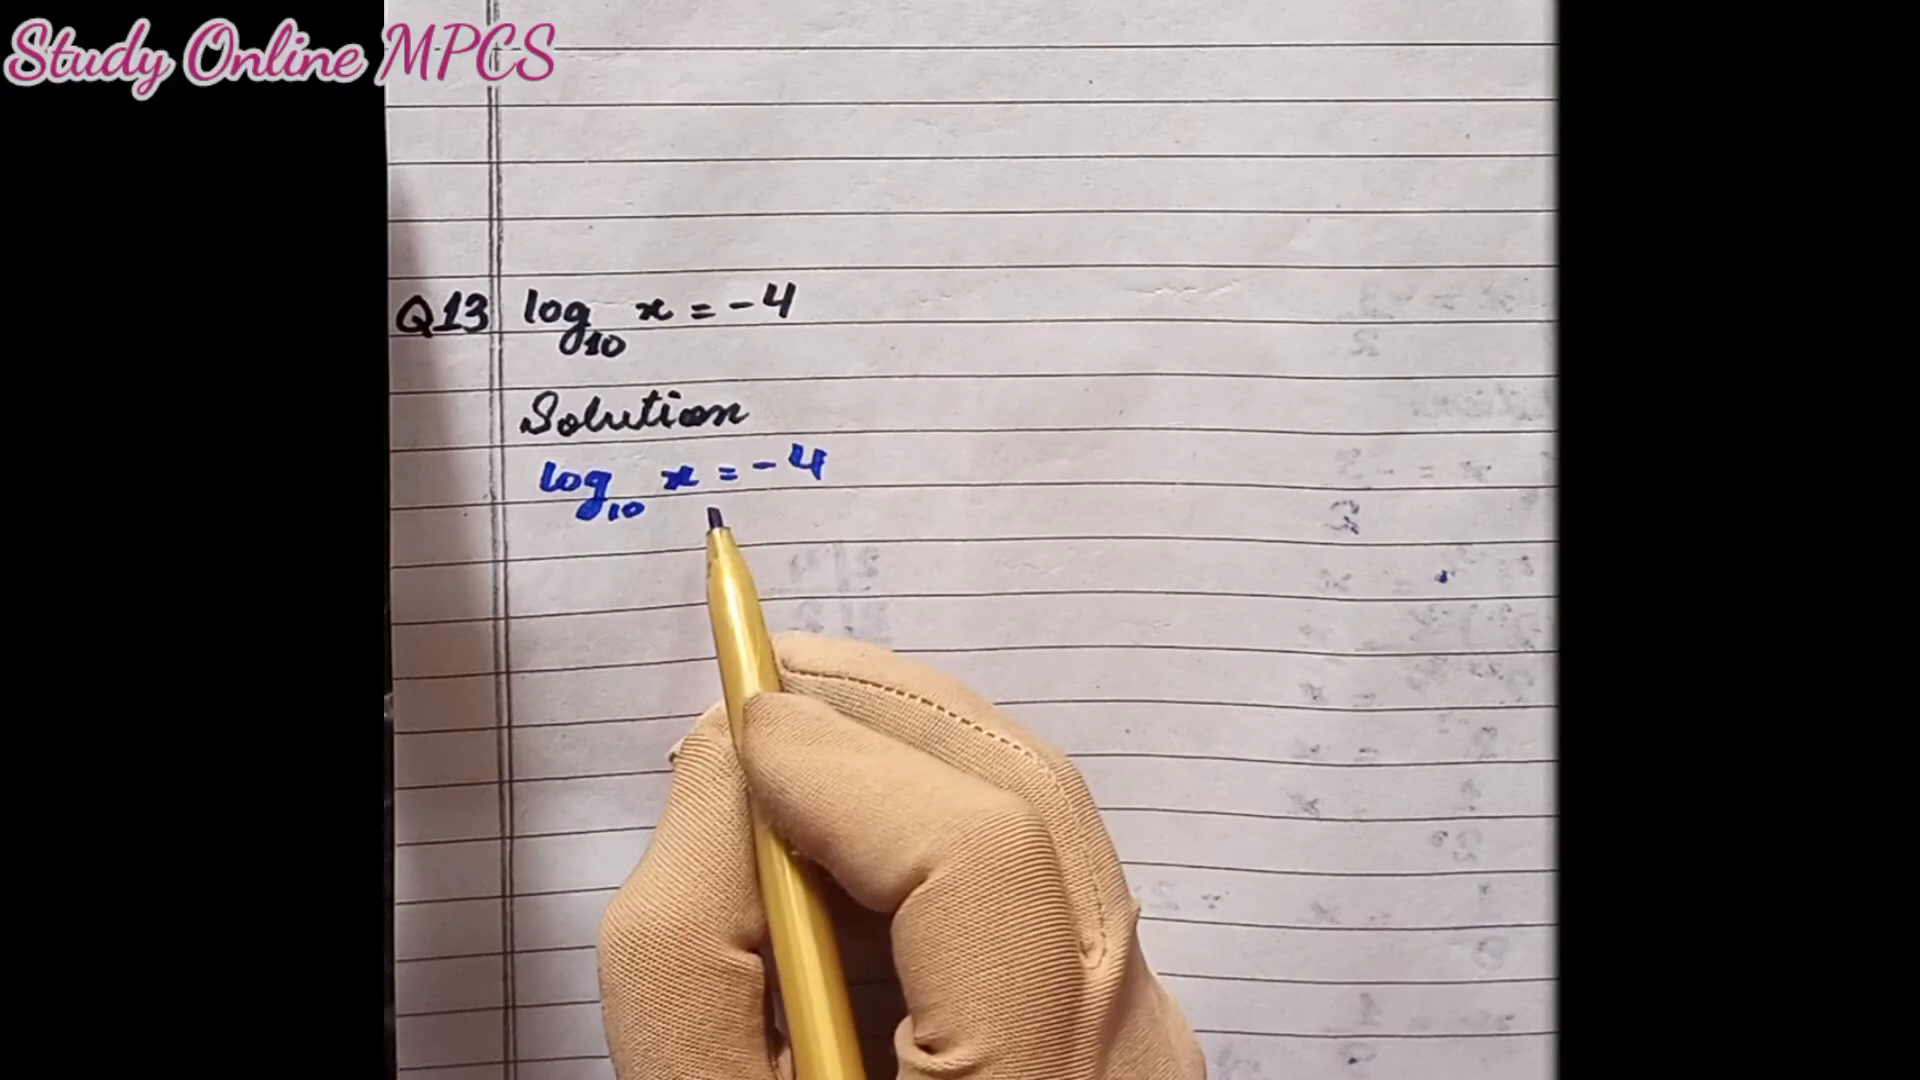 Study Online MPCS
Q13 log₁₀ x = -4
Solution
log₁₀ x = -4